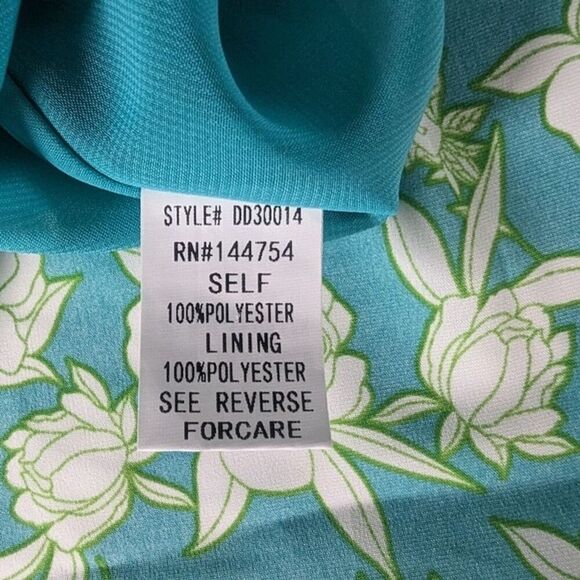 STYLE# DD30014
RN#144754
SELF
100%POLYESTER
LINING
100%POLYESTER
SEE REVERSE
FORCARE